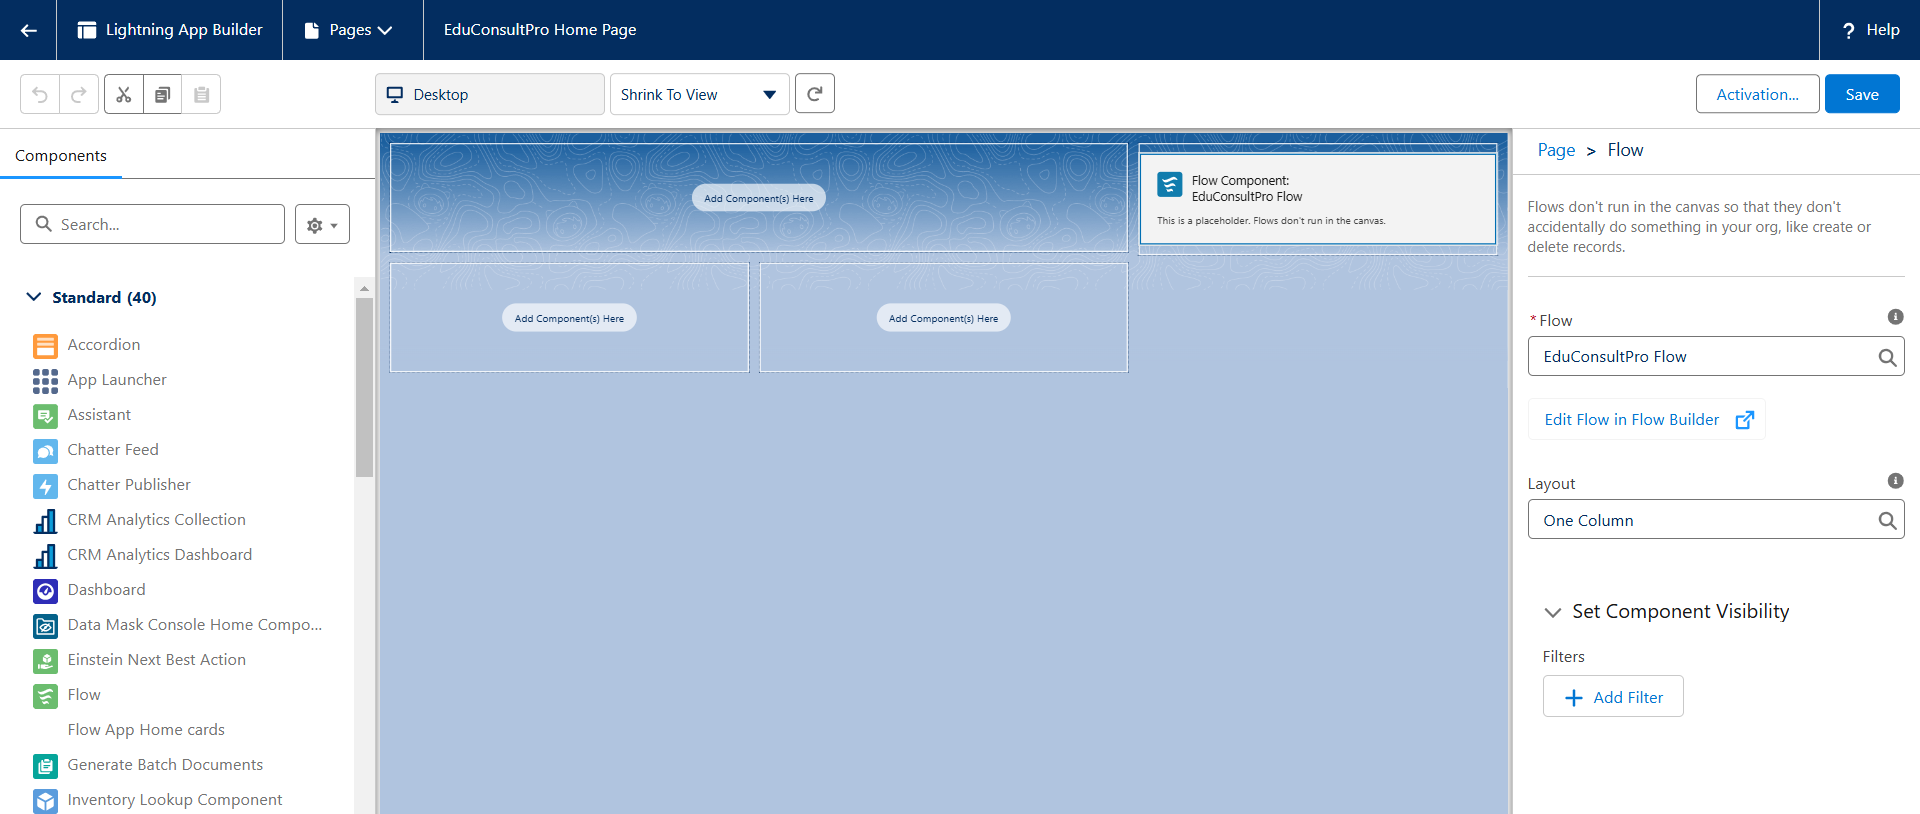 Lightning App Builder
Pages
EduConsultPro Home Page
? Help
Desktop
Shrink To View
Activation...
Save
Components
Search...
Standard (40)
Accordion
App Launcher
Assistant
Chatter Feed
Chatter Publisher
CRM Analytics Collection
CRM Analytics Dashboard
Dashboard
Data Mask Console Home Compo...
Einstein Next Best Action
Flow
Flow App Home cards
Generate Batch Documents
Inventory Lookup Component
Add Component(s) Here
Flow Component:
EduConsultPro Flow
This is a placeholder. Flows don't run in the canvas.
Add Component(s) Here
Add Component(s) Here
Page > Flow
Flows don't run in the canvas so that they don't
accidentally do something in your org, like create or
delete records.
* Flow
EduConsultPro Flow
Edit Flow in Flow Builder
Layout
One Column
Set Component Visibility
Filters
Add Filter